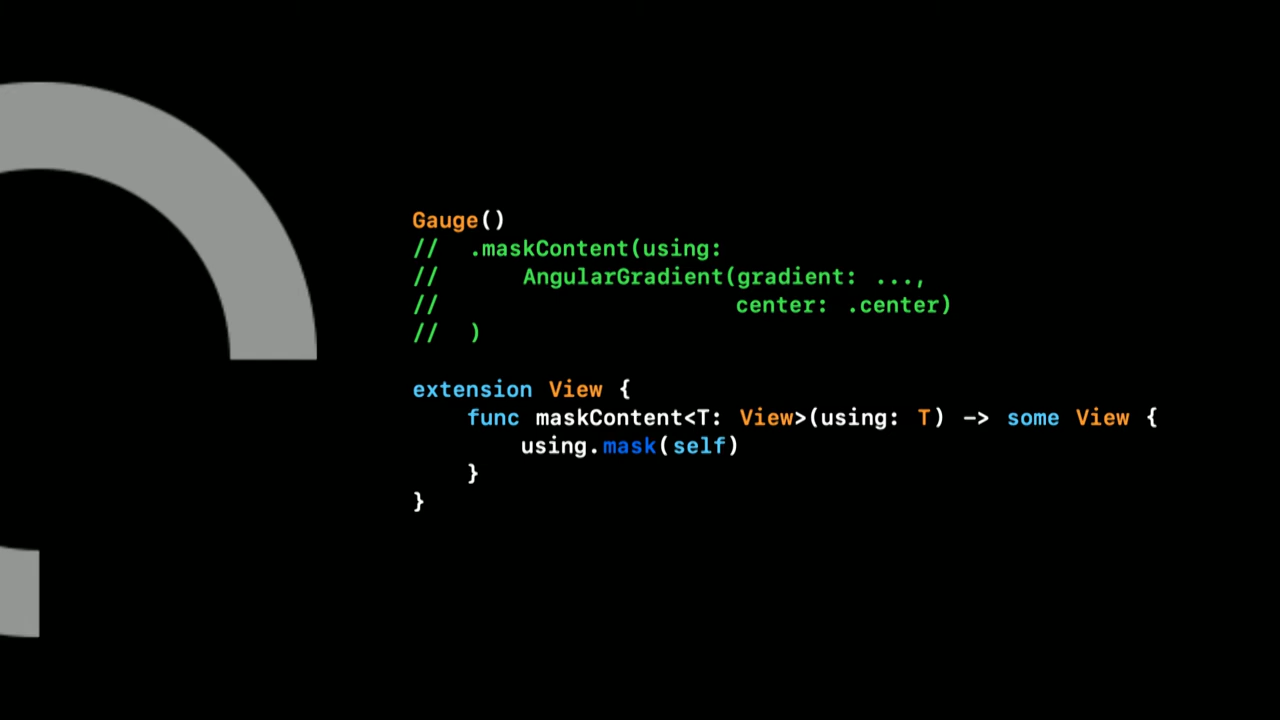 Gauge()
//  .maskContent(using:
//      AngularGradient(gradient: ...,
//                      center: .center)
//  )
extension View {
    func maskContent<T: View>(using: T) -> some View {
        using.mask(self)
    }
}